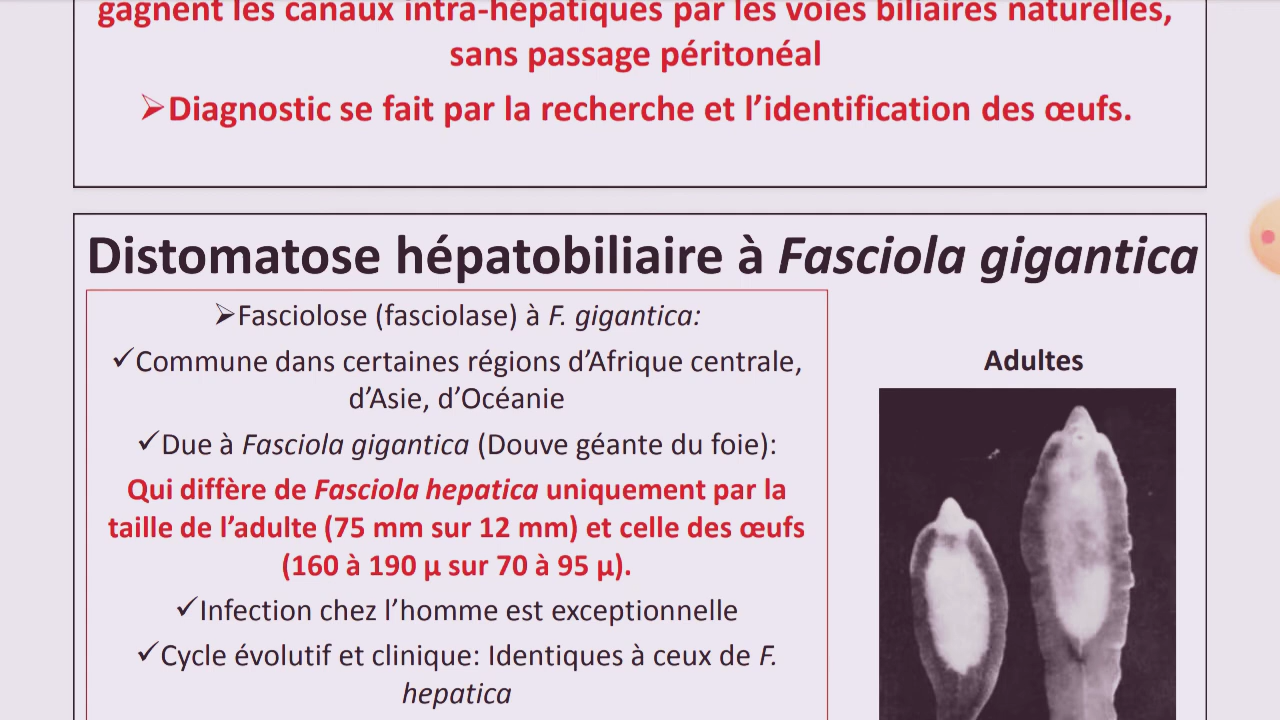 gagnent les canaux intra-hépatiques par les voies biliaires naturelles,
sans passage péritonéal
➢Diagnostic se fait par la recherche et l’identification des œufs.
Distomatose hépatobiliaire à Fasciola gigantica
➢Fasciolose (fasciolase) à F. gigantica:
✓Commune dans certaines régions d’Afrique centrale,
d’Asie, d’Océanie
✓Due à Fasciola gigantica (Douve géante du foie):
Qui diffère de Fasciola hepatica uniquement par la
taille de l’adulte (75 mm sur 12 mm) et celle des œufs
(160 à 190 µ sur 70 à 95 µ).
✓Infection chez l’homme est exceptionnelle
✓Cycle évolutif et clinique: Identiques à ceux de F.
hepatica
Adultes